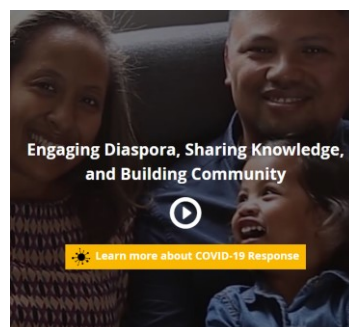 Engaging Diaspora, Sharing Knowledge,
and Building Community
Learn more about COVID-19 Response